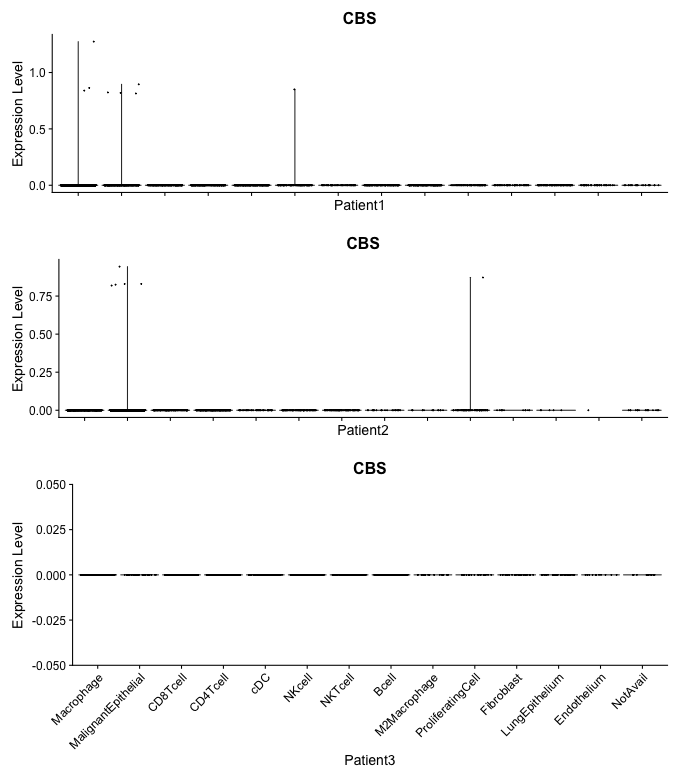 CBS
Expression Level
1.0
0.5
0.0
Patient1
CBS
Expression Level
0.75
0.50
0.25
0.00
Patient2
CBS
Expression Level
0.050
0.025
0.000
-0.025
-0.050
Macrophage
MalignantEpithelial
CD8Tcell
CD4Tcell
cDC
NKcell
NKTcell
Bcell
M2Macrophage
ProliferatingCell
Fibroblast
LungEpithelium
Endothelium
NotAvail
Patient3